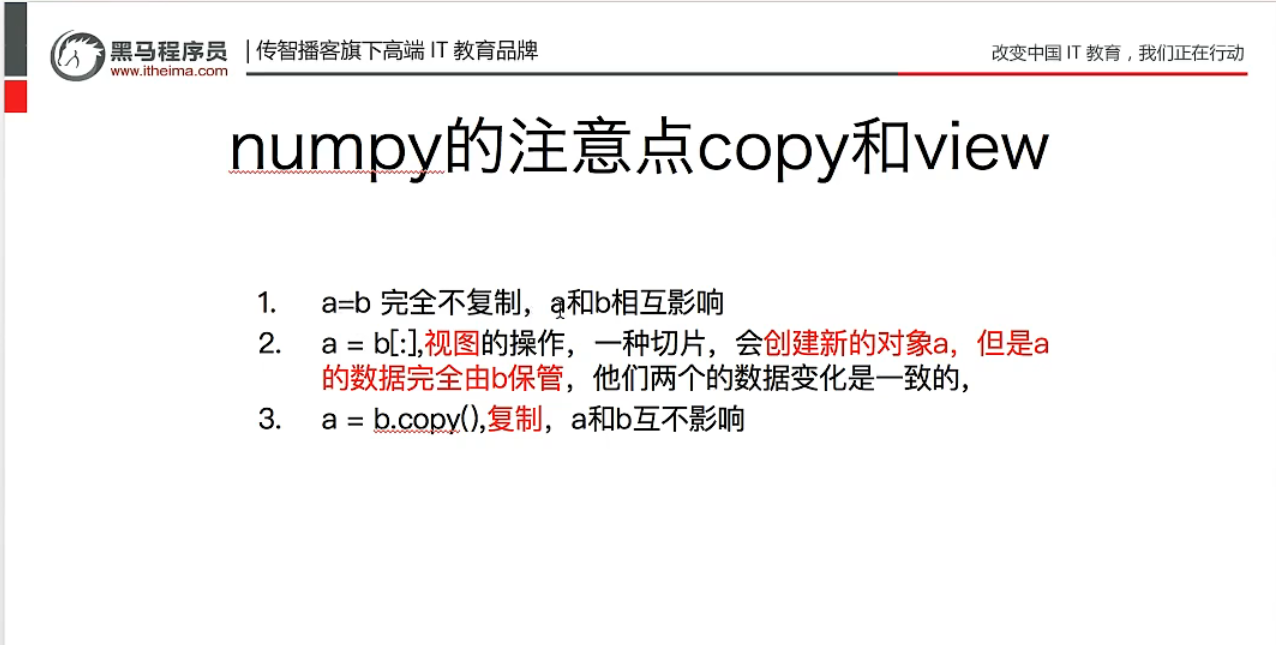 黑马程序员
www.itheima.com
传智播客旗下高端 IT 教育品牌
改变中国 IT 教育，我们正在行动
numpy的注意点copy和view
1. a=b 完全不复制，a和b相互影响
2. a = b[:],视图的操作，一种切片，会创建新的对象a，但是a
的数据完全由b保管，他们两个的数据变化是一致的，
3. a = b.copy(),复制，a和b互不影响